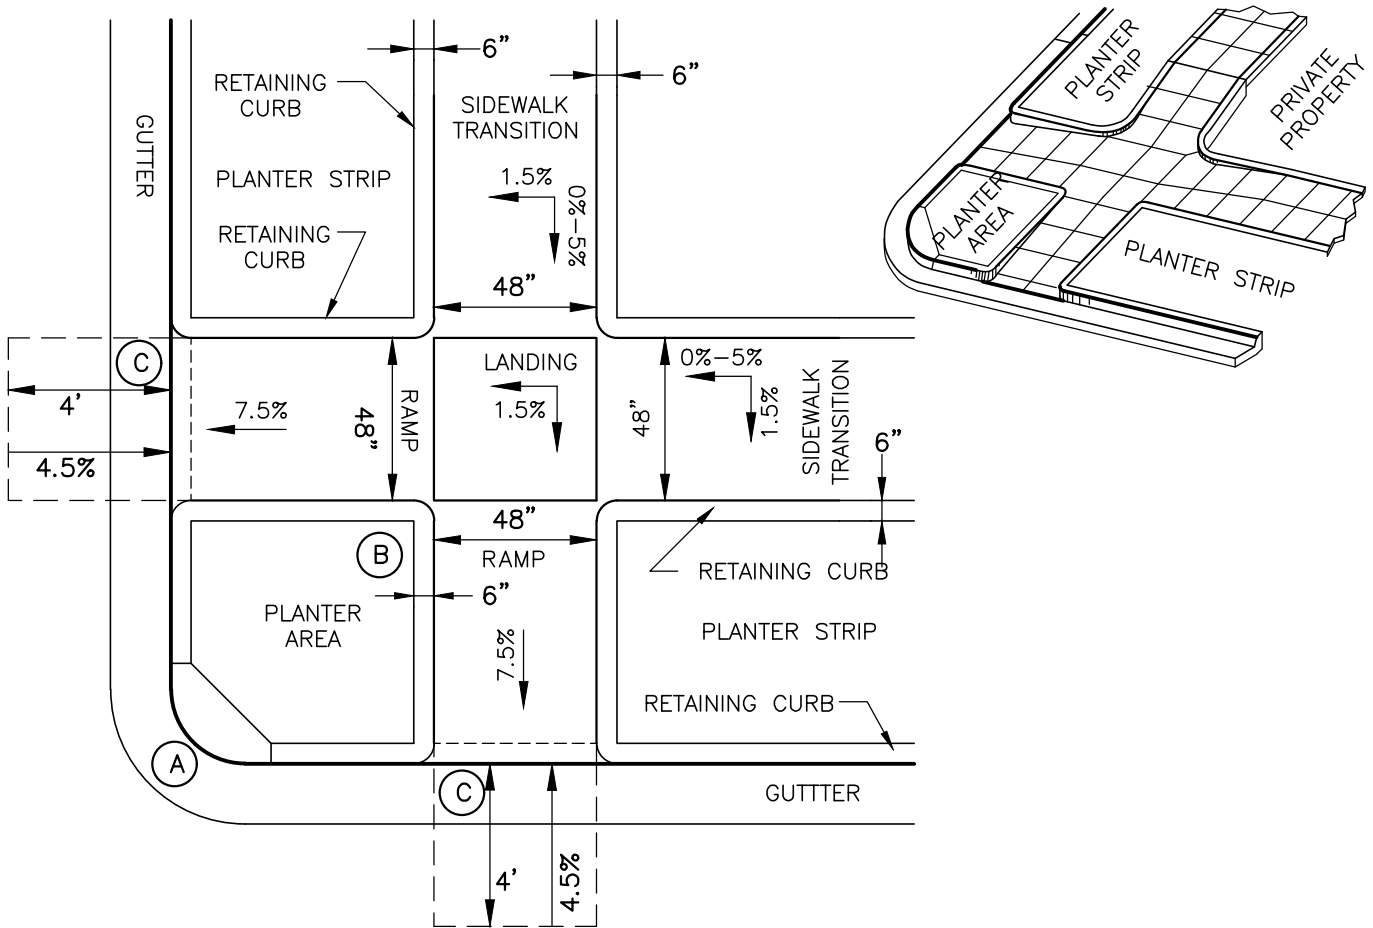 6”
RETAINING
CURB
6”
GUTTER
SIDEWALK
TRANSITION
PLANTER STRIP
1.5%
0%–5%
RETAINING
CURB
48”
PLANTER
STRIP
PRIVATE
PROPERTY
PLANTER
AREA
PLANTER STRIP
C
LANDING
0%–5%
4'
7.5%
48”
RAMP
1.5%
48”
1.5%
SIDEWALK
TRANSITION
6”
4.5%
48”
B
RAMP
RETAINING CURB
6”
PLANTER
AREA
7.5%
PLANTER STRIP
RETAINING CURB
A
C
GUTTTER
4'
4.5%